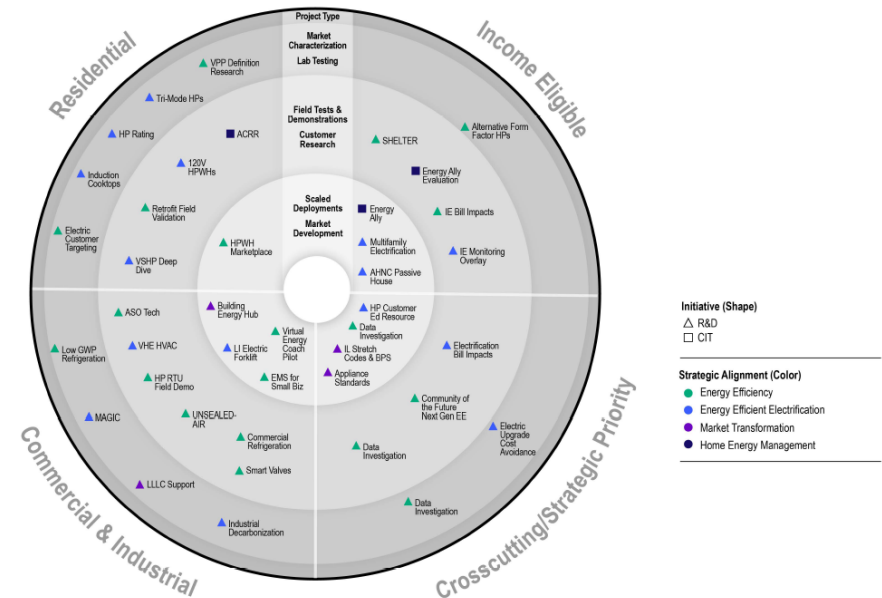 Project Type
Market
Characterization
Lab Testing
Field Tests &
Demonstrations
Customer
Research
Scaled
Deployments
Market
Development
Residential
VPP Definition
Research
Tri-Mode HPs
HP Rating
ACRR
120V
HPWHs
Induction
Cooktops
Retrofit Field
Validation
Electric
Customer
Targeting
HPWH
Marketplace
VSHP Deep
Dive
Income Eligible
Alternative Form
Factor HPs
SHELTER
Energy Ally
Evaluation
Energy
Ally
IE Bill Impacts
Multifamily
Electrification
IE Monitoring
Overlay
AHNC Passive
House
Commercial & Industrial
Building
Energy Hub
ASO Tech
Virtual
Energy
Coach
Pilot
VHE HVAC
LI Electric
Forklift
Low GWP
Refrigeration
HP RTU
Field Demo
EMS for
Small Biz
MAGIC
UNSEALED-
AIR
Commercial
Refrigeration
Smart Valves
LLLC Support
Industrial
Decarbonization
Crosscutting/Strategic Priority
HP Customer
Ed Resource
Data
Investigation
IL Stretch
Codes & BPS
Electrification
Bill Impacts
Appliance
Standards
Community of
the Future
Next Gen EE
Electric
Upgrade
Cost
Avoidance
Data
Investigation
Data
Investigation
Initiative (Shape)
R&D
CIT
Strategic Alignment (Color)
Energy Efficiency
Energy Efficient Electrification
Market Transformation
Home Energy Management